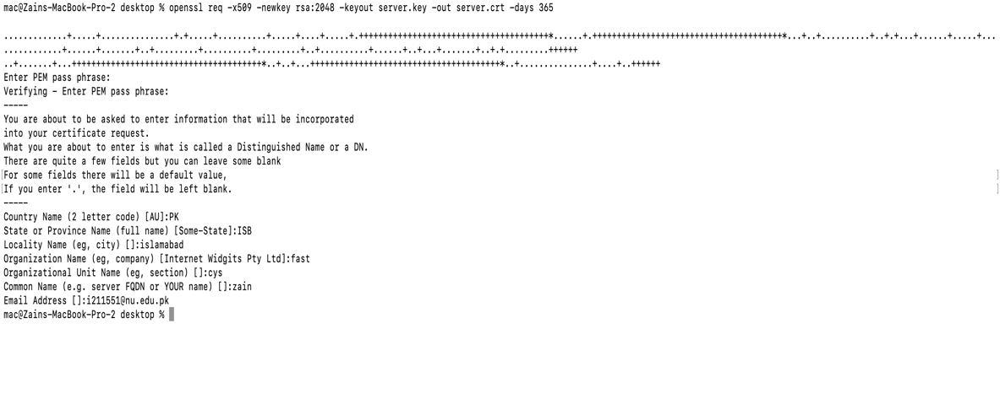 mac@Zains-MacBook-Pro-2 desktop % openssl req -x509 -newkey rsa:2048 -keyout server.key -out server.crt -days 365
.............+.....+...............+.+.....+..........+.....+....+.....+.+++++++++++++++++++++++++++++++++++++++*......+.+++++++++++++++++++++++++++++++++++++++*...+..+..........+..+.+...+......+.....+...
............+......+.......+..+.........+..........+.........+..+..........+......+..+...+.......+..+.+.........++++++
..+.......+...+++++++++++++++++++++++++++++++++++++++*..+..+...+++++++++++++++++++++++++++++++++++++++*..+...............+....+..++++++
Enter PEM pass phrase:
Verifying - Enter PEM pass phrase:
-----
You are about to be asked to enter information that will be incorporated
into your certificate request.
What you are about to enter is what is called a Distinguished Name or a DN.
There are quite a few fields but you can leave some blank
[For some fields there will be a default value, ]
[If you enter '.', the field will be left blank. ]
-----
Country Name (2 letter code) [AU]:PK
State or Province Name (full name) [Some-State]:ISB
Locality Name (eg, city) []:islamabad
Organization Name (eg, company) [Internet Widgits Pty Ltd]:fast
Organizational Unit Name (eg, section) []:cys
Common Name (e.g. server FQDN or YOUR name) []:zain
Email Address []:i211551@nu.edu.pk
mac@Zains-MacBook-Pro-2 desktop %